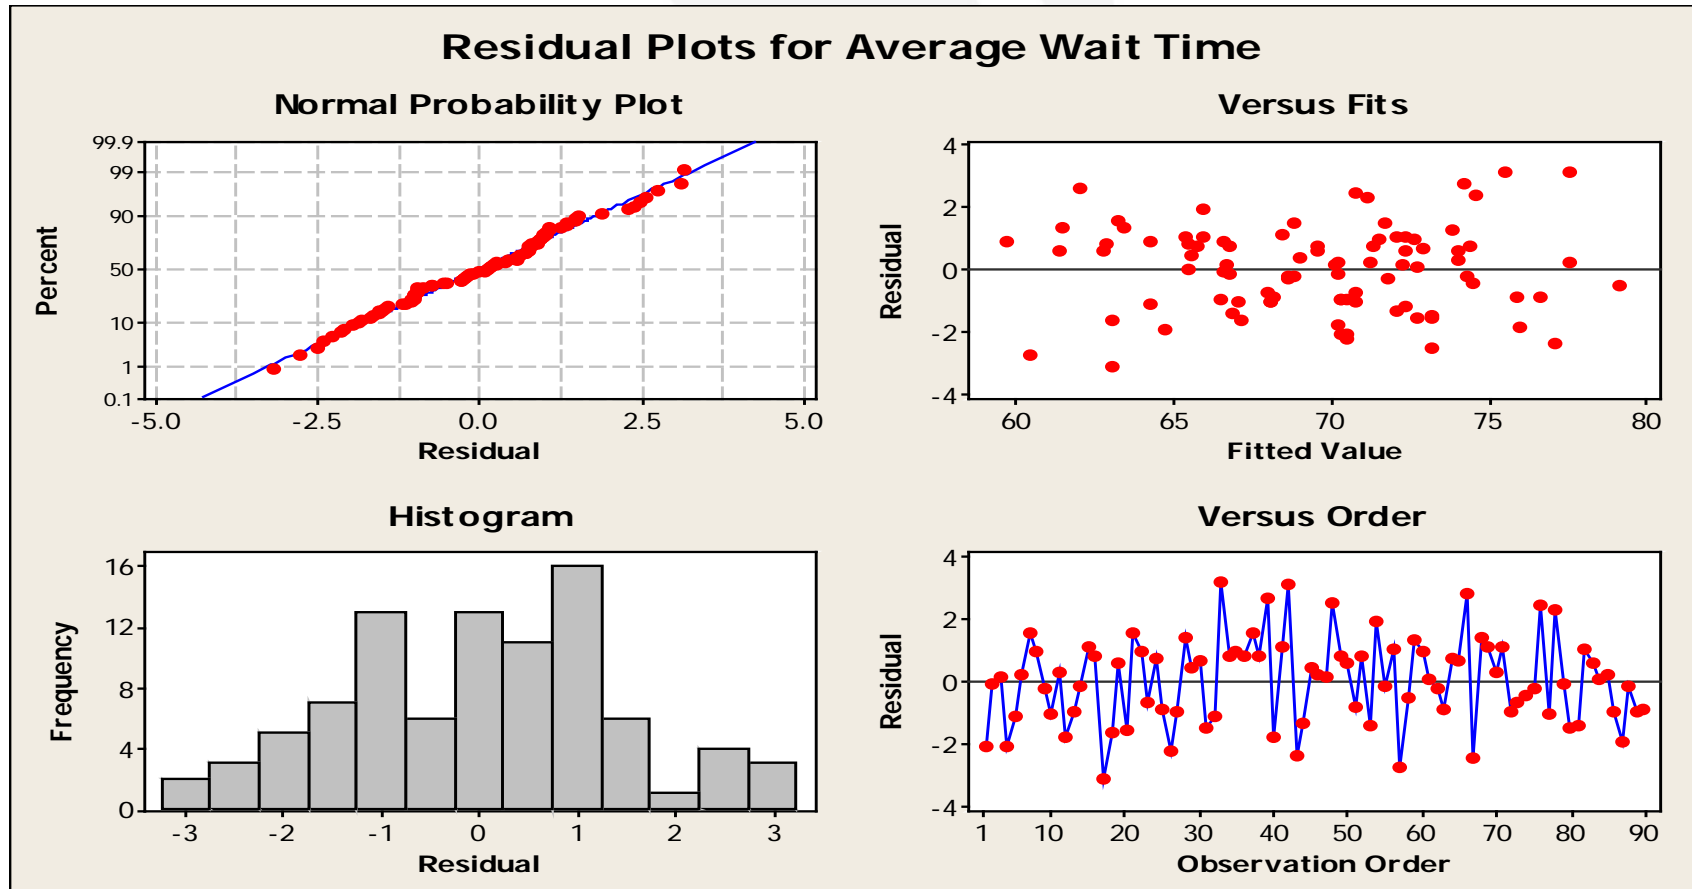 Residual Plots for Average Wait Time
Normal Probability Plot
Percent
99.9
99
90
50
10
1
0.1
-5.0 -2.5 0.0 2.5 5.0
Residual
Versus Fits
Residual
4
2
0
-2
-4
60 65 70 75 80
Fitted Value
Histogram
Frequency
16
12
8
4
0
-3 -2 -1 0 1 2 3
Residual
Versus Order
Residual
4
2
0
-2
-4
1 10 20 30 40 50 60 70 80 90
Observation Order